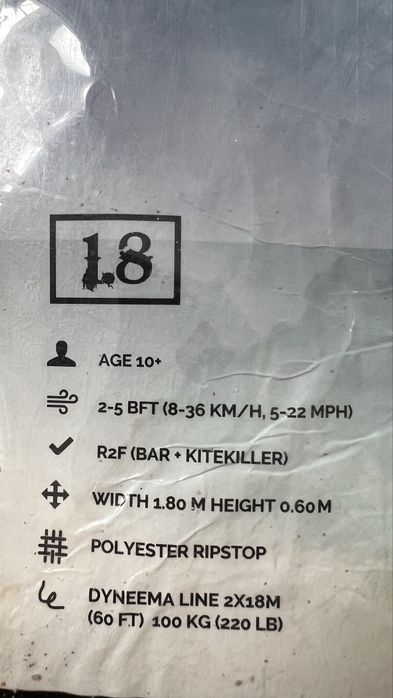 1.8
AGE 10+
2-5 BFT (8-36 KM/H, 5-22 MPH)
R2F (BAR + KITEKILLER)
WIDTH 1.80 M HEIGHT 0.60 M
POLYESTER RIPSTOP
DYNEEMA LINE 2X18M
(60 FT) 100 KG (220 LB)